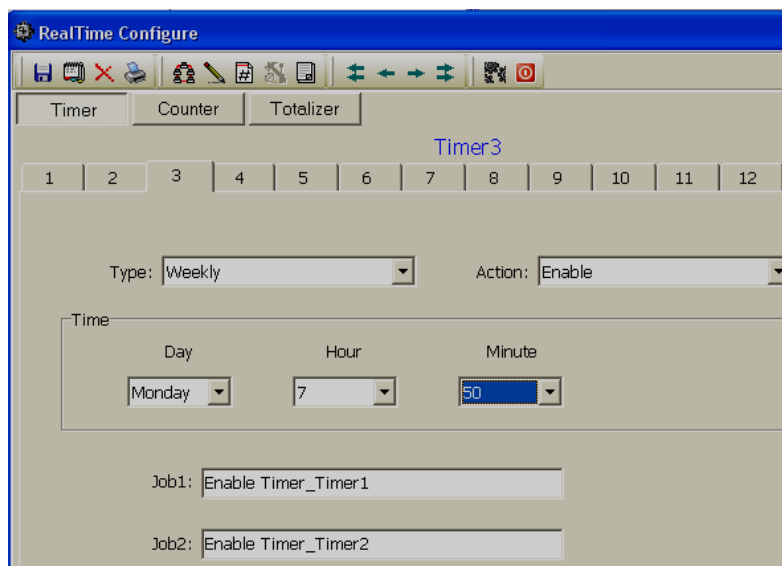 RealTime Configure
Timer Counter Totalizer
Timer3
1 2 3 4 5 6 7 8 9 10 11 12
Type: Weekly Action: Enable
Time
Day Hour Minute
Monday 7 50
Job1: Enable Timer_Timer1
Job2: Enable Timer_Timer2